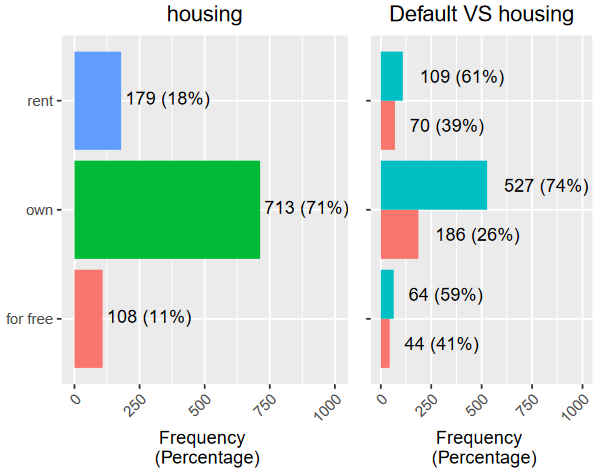 housing
Default VS housing
rent
179 (18%)
109 (61%)
70 (39%)
own
713 (71%)
527 (74%)
186 (26%)
for free
108 (11%)
64 (59%)
44 (41%)
0 250 500 750 1000
0 250 500 750 1000
Frequency
(Percentage)
Frequency
(Percentage)